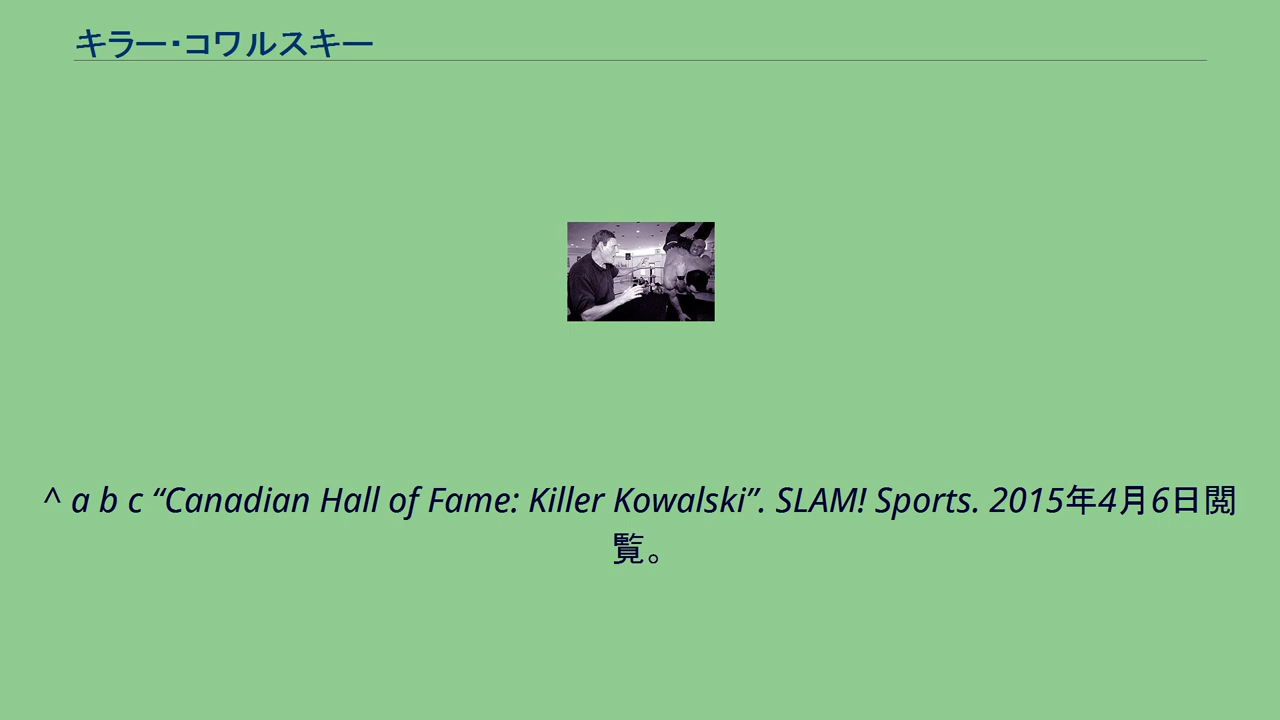 キラー・コワルスキー
^ a b c “Canadian Hall of Fame: Killer Kowalski”. SLAM! Sports. 2015年4月6日閲
覧。